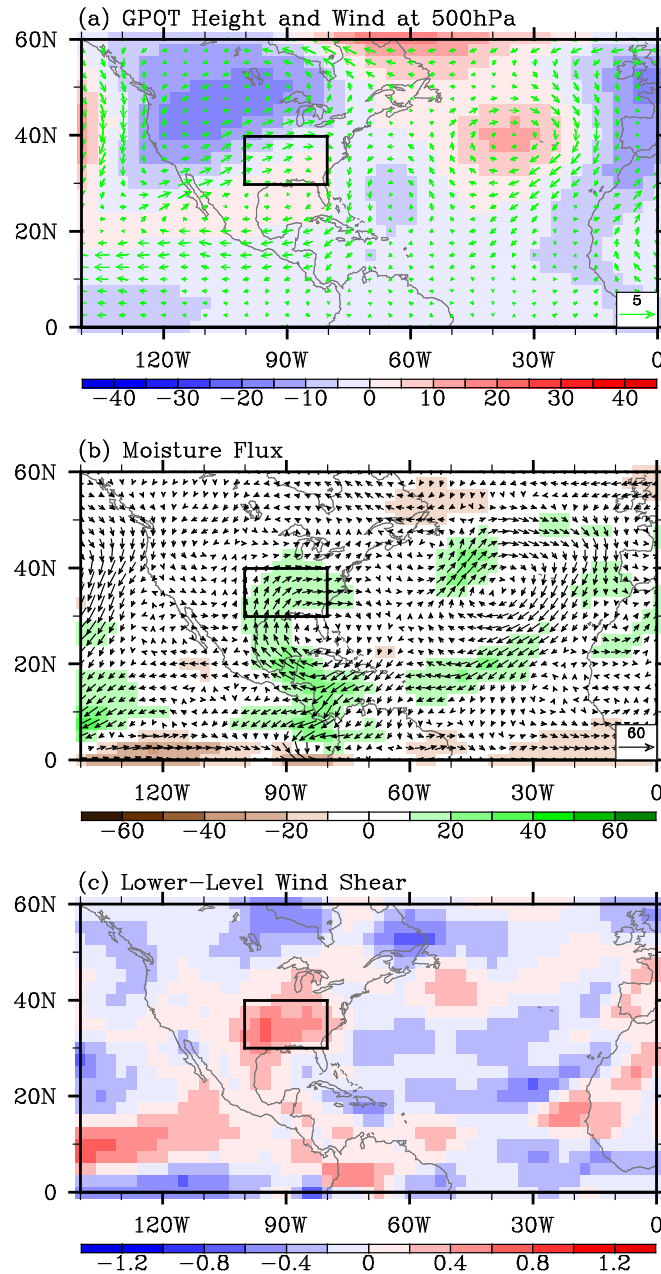 (a) GPOT Height and Wind at 500hPa
60N
40N
20N
0
5
120W 90W 60W 30W 0
-40 -30 -20 -10 0 10 20 30 40
(b) Moisture Flux
60N
40N
20N
0
60
120W 90W 60W 30W 0
-60 -40 -20 0 20 40 60
(c) Lower-Level Wind Shear
60N
40N
20N
0
120W 90W 60W 30W 0
-1.2 -0.8 -0.4 0 0.4 0.8 1.2